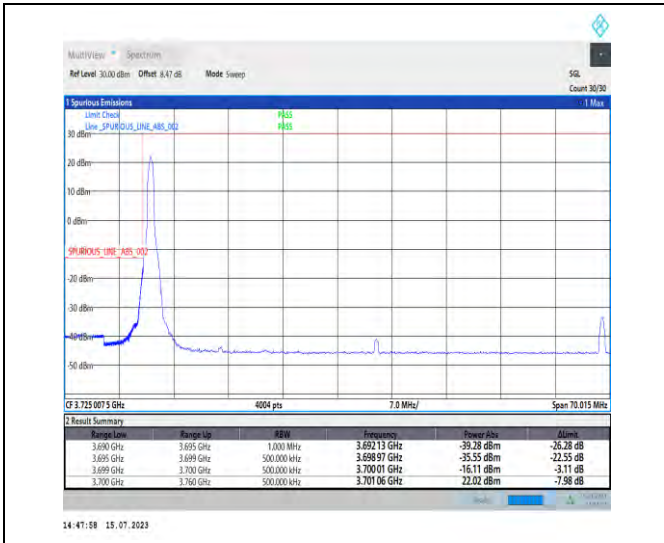 MultiView Spectrum
Ref Level 30.00 dBm Offset 8.47 dB Mode Sweep SGL
Count 30/30
1 Spurious Emissions 1 Max
Limit Check PASS
Line _SPURIOUS_LINE_ABS_002 PASS
30 dBm
20 dBm
10 dBm
0 dBm
SPURIOUS_LINE_ABS_002
-20 dBm
-30 dBm
-40 dBm
-50 dBm
CF 3.725 007 5 GHz 4004 pts 7.0 MHz/ Span 70.015 MHz
2 Result Summary
Range Low Range Up RBW Frequency Power Abs ΔLimit
3.690 GHz 3.695 GHz 1.000 MHz 3.692 13 GHz -39.28 dBm -26.28 dB
3.695 GHz 3.699 GHz 500.000 kHz 3.698 97 GHz -35.55 dBm -22.55 dB
3.699 GHz 3.700 GHz 500.000 kHz 3.700 01 GHz -16.11 dBm -3.11 dB
3.700 GHz 3.760 GHz 500.000 kHz 3.701 06 GHz 22.02 dBm -7.98 dB
14:47:58 15.07.2023